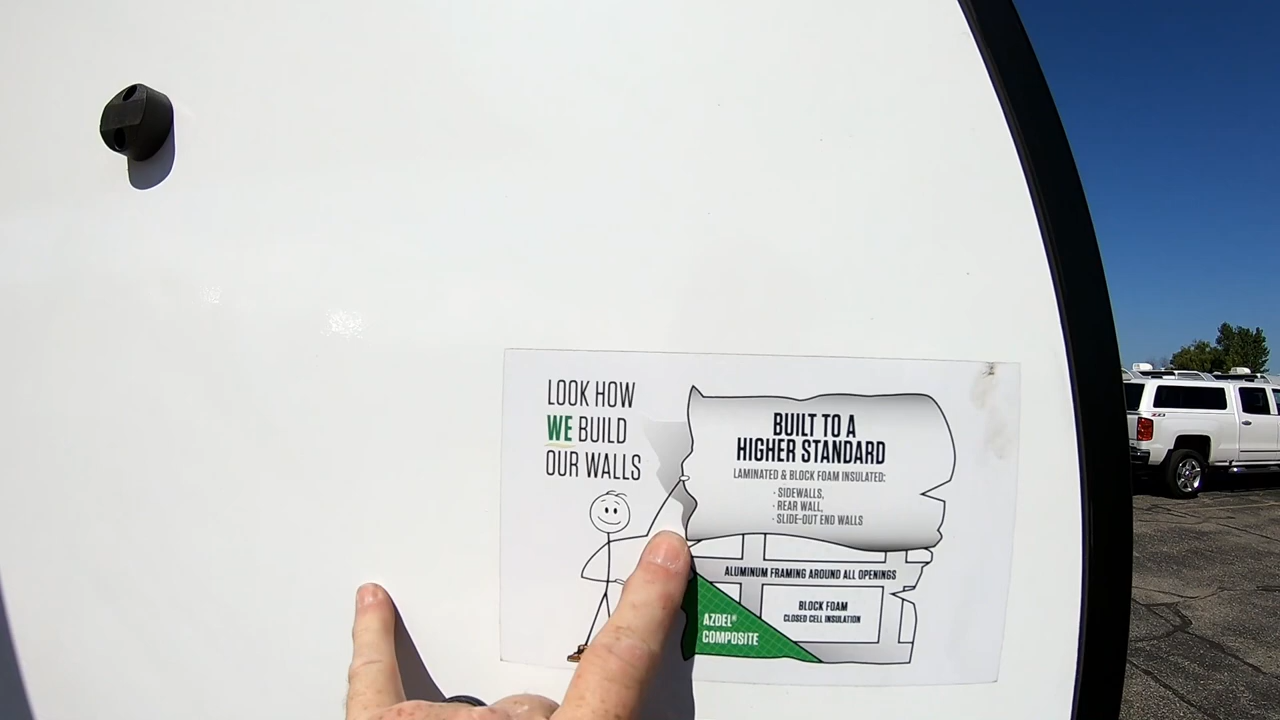 LOOK HOW
WE BUILD
OUR WALLS
BUILT TO A
HIGHER STANDARD
LAMINATED & BLOCK FOAM INSULATED:
· SIDEWALLS,
· REAR WALL,
· SLIDE-OUT END WALLS
ALUMINUM FRAMING AROUND ALL OPENINGS
BLOCK FOAM
CLOSED CELL INSULATION
AZDEL®
COMPOSITE